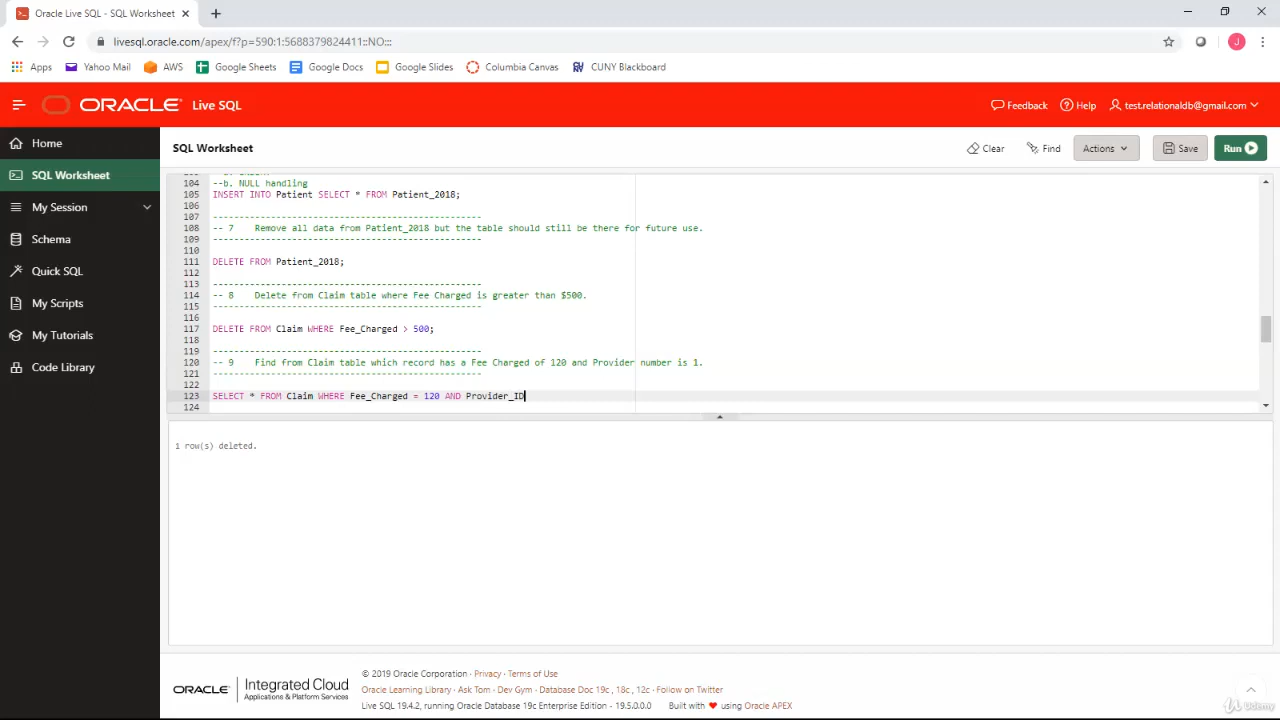 Oracle Live SQL - SQL Worksheet
livesql.oracle.com/apex/f?p=590:1:5688379824411::NO:::
J
Apps Yahoo Mail AWS Google Sheets Google Docs Google Slides Columbia Canvas CUNY Blackboard
ORACLE Live SQL Feedback Help test.relationaldb@gmail.com
Home
SQL Worksheet
My Session
Schema
Quick SQL
My Scripts
My Tutorials
Code Library
SQL Worksheet Clear Find Actions Save Run
104 --b. NULL handling
105 INSERT INTO Patient SELECT * FROM Patient_2018;
106
107 --------------------------------------------------
108 -- 7 Remove all data from Patient_2018 but the table should still be there for future use.
109 --------------------------------------------------
110
111 DELETE FROM Patient_2018;
112
113 --------------------------------------------------
114 -- 8 Delete from Claim table where Fee Charged is greater than $500.
115 --------------------------------------------------
116
117 DELETE FROM Claim WHERE Fee_Charged > 500;
118
119 --------------------------------------------------
120 -- 9 Find from Claim table which record has a Fee Charged of 120 and Provider number is 1.
121 --------------------------------------------------
122
123 SELECT * FROM Claim WHERE Fee_Charged = 120 AND Provider_ID
124
1 row(s) deleted.
ORACLE Integrated Cloud
Applications & Platform Services
© 2019 Oracle Corporation · Privacy · Terms of Use
Oracle Learning Library · Ask Tom · Dev Gym · Database Doc 19c, 18c, 12c · Follow on Twitter
Live SQL 19.4.2, running Oracle Database 19c Enterprise Edition - 19.5.0.0.0 Built with ❤ using Oracle APEX
Udemy